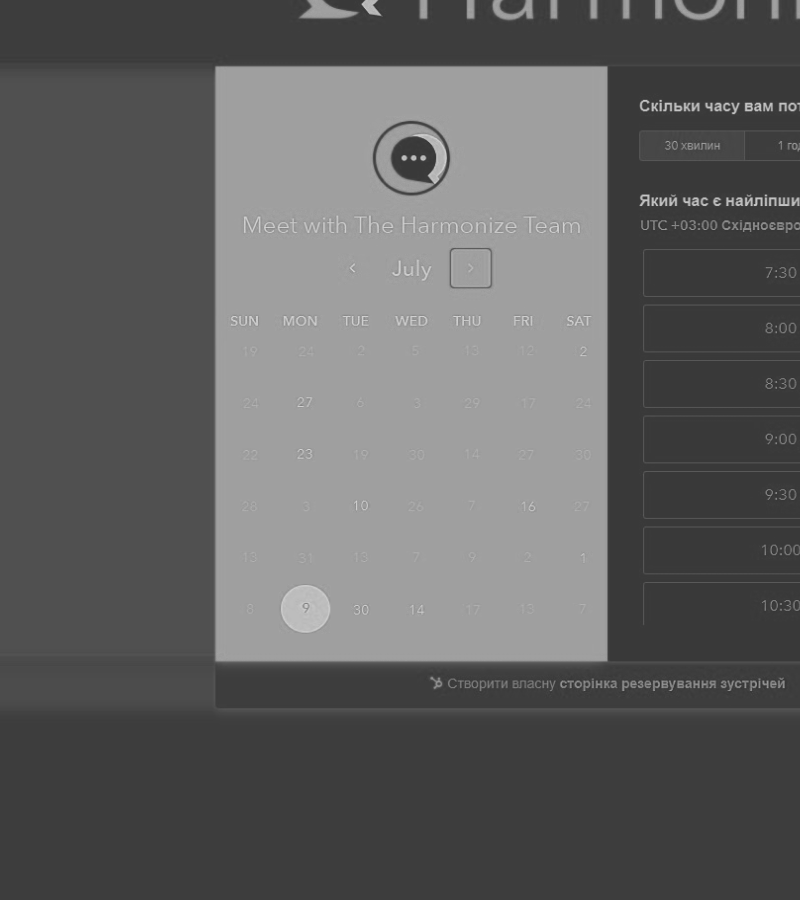 Harmoni
Meet with The Harmonize Team
July
SUN MON TUE WED THU FRI SAT
19 24 2 5 13 12 2
24 27 6 3 29 17 24
22 23 19 30 14 27 30
28 3 10 26 7 16 27
13 31 13 7 9 2 1
8 9 30 14 17 13 7
Скільки часу вам пот
30 хвилин 1 год
Який час є найліпши
UTC +03:00 Східноєвро
7:30
8:00
8:30
9:00
9:30
10:00
10:30
Створити власну сторінка резервування зустрічей